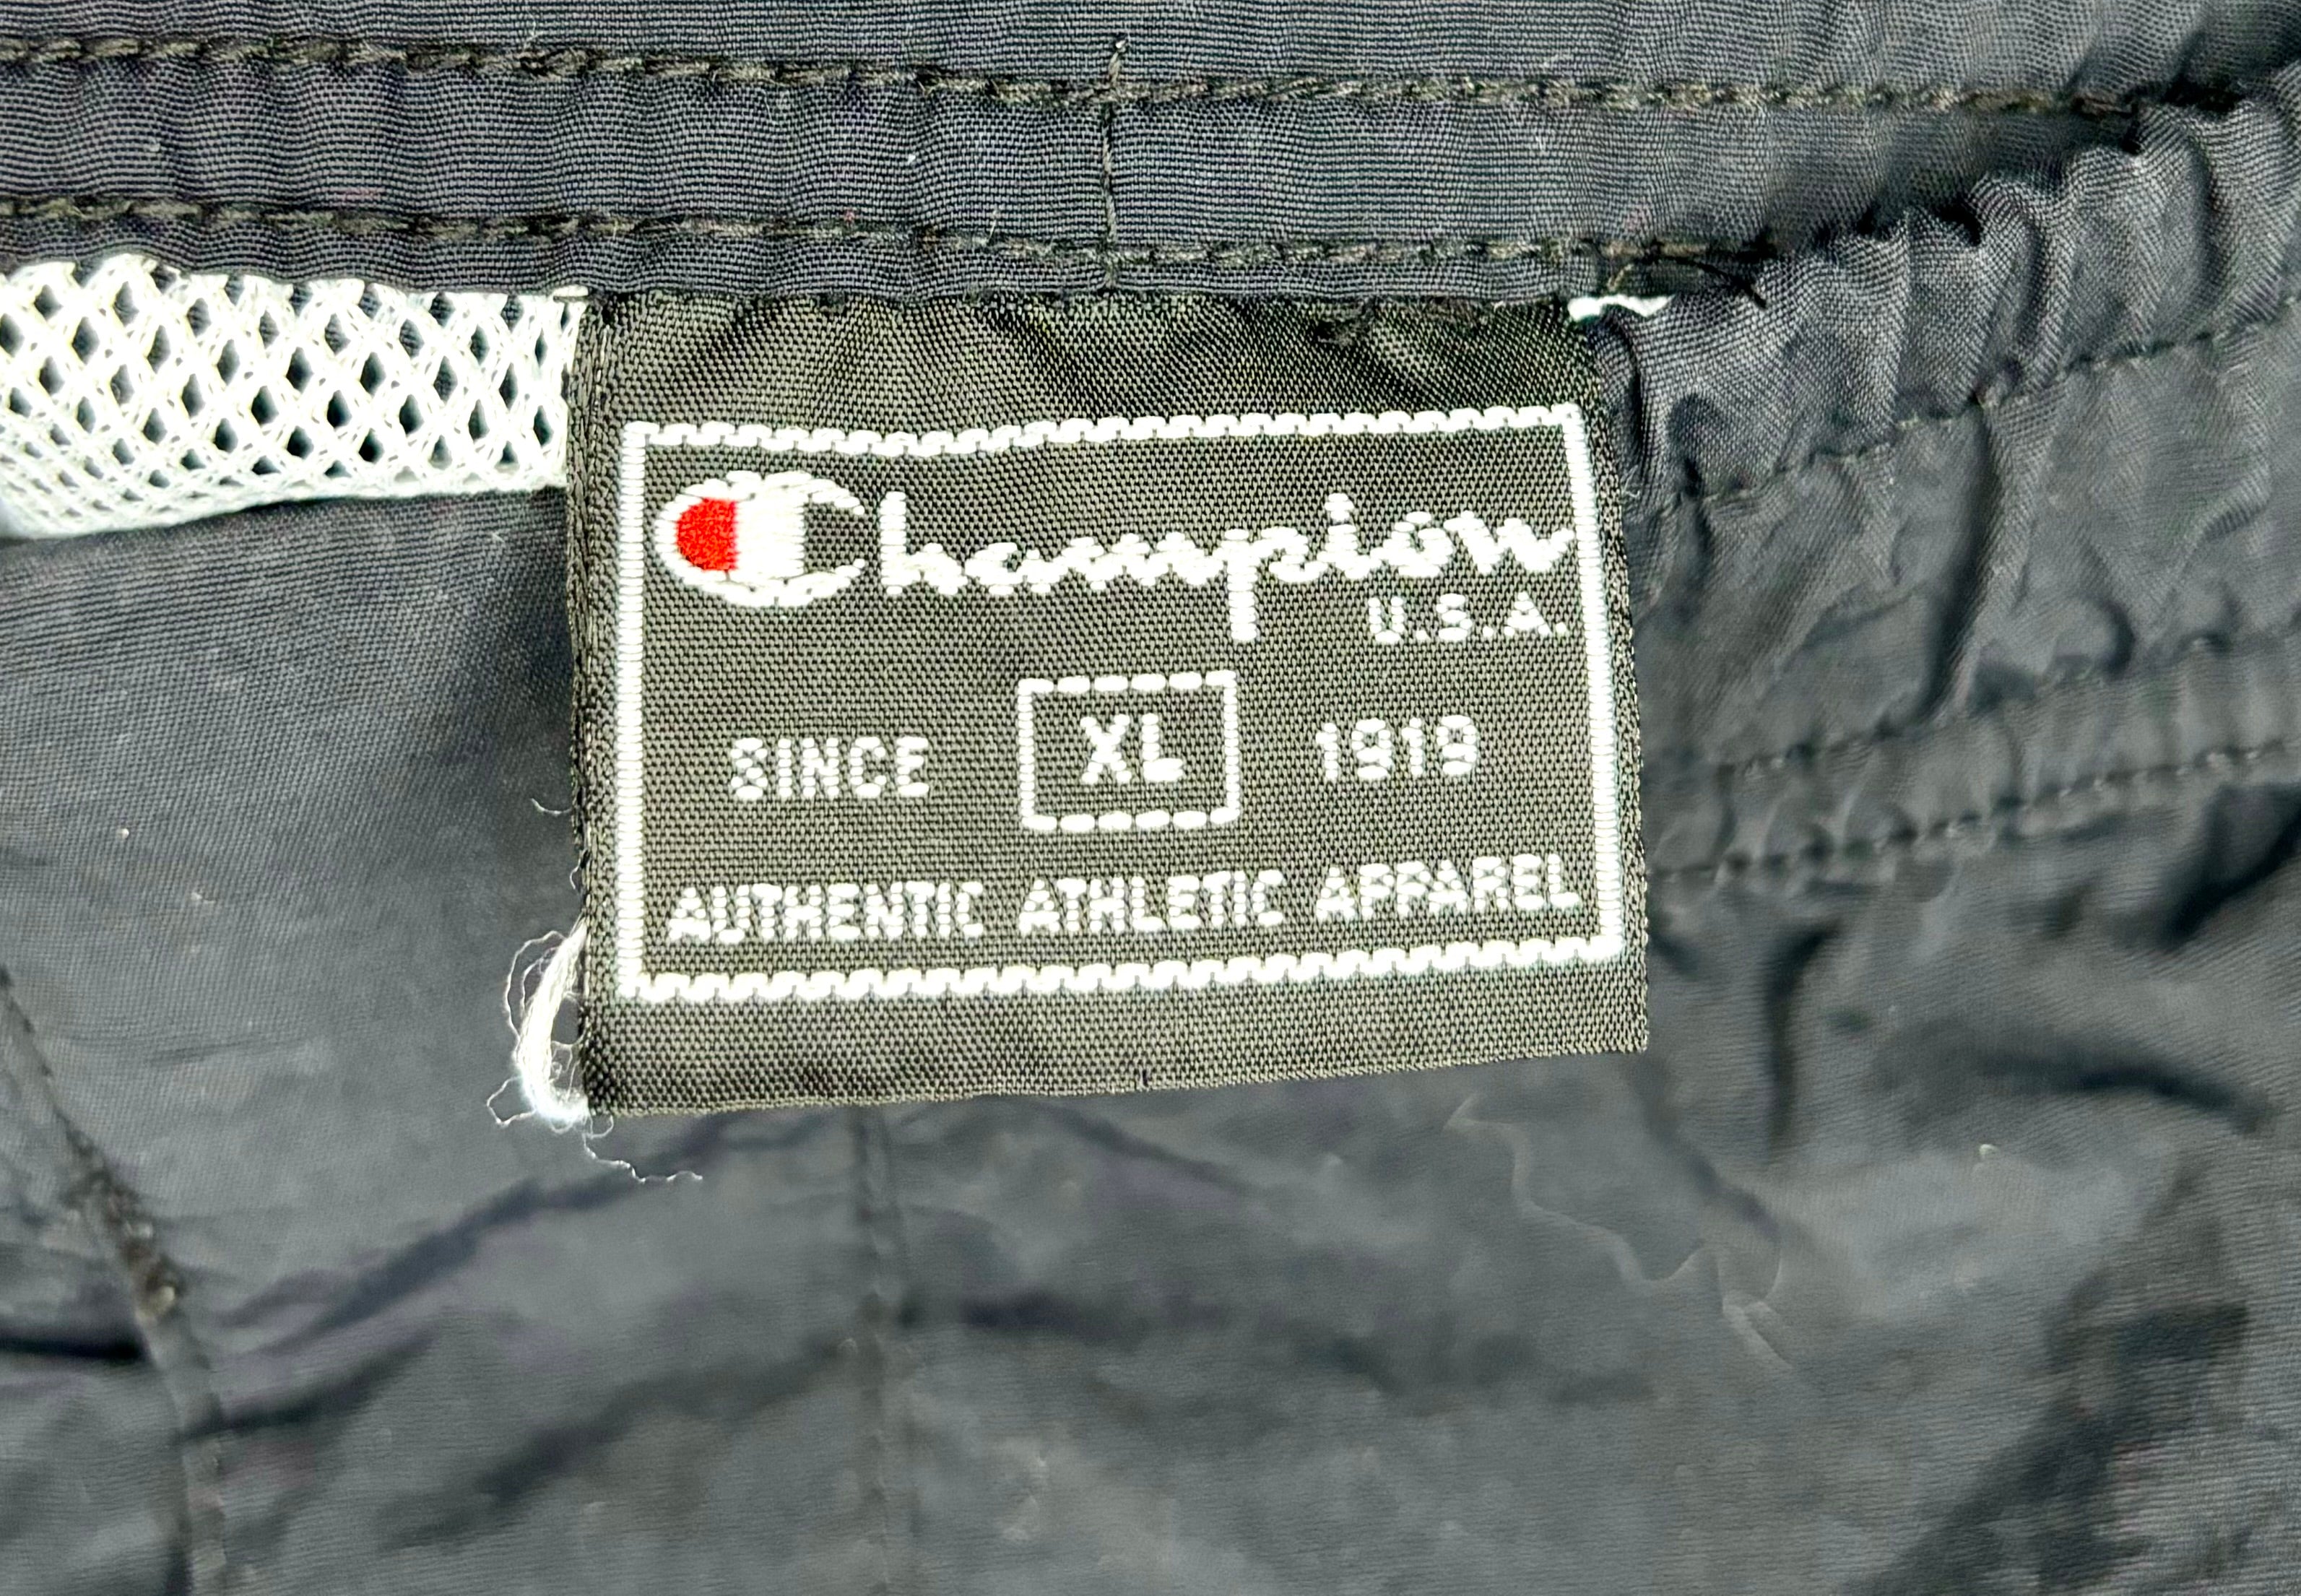 Champion
U.S.A.
SINCE XL 1919
AUTHENTIC ATHLETIC APPAREL